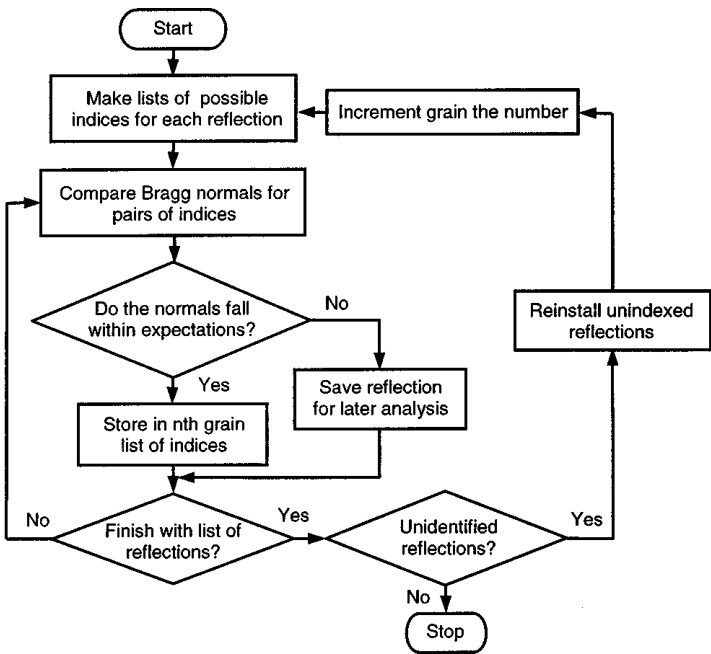 Start
Make lists of possible
indices for each reflection
Increment grain the number
Compare Bragg normals for
pairs of indices
Do the normals fall
within expectations?
No
Reinstall unindexed
reflections
Yes
Save reflection
for later analysis
Store in nth grain
list of indices
No
Finish with list of
reflections?
Yes
Unidentified
reflections?
Yes
No
Stop